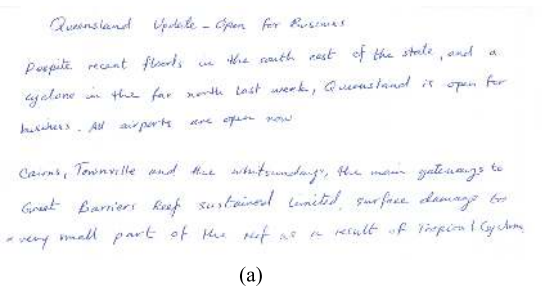 Queensland Update - Open for Business
Despite recent floods in the south east of the state, and a
cyclone in the far north last week, Queensland is open for
business. All airports are open now
Cairns, Townville and the whitsundays, the main gateways to
Great Barriers Reef sustained limited, surface damage to
a very small part of the reef as a result of Tropical Cyclone
(a)